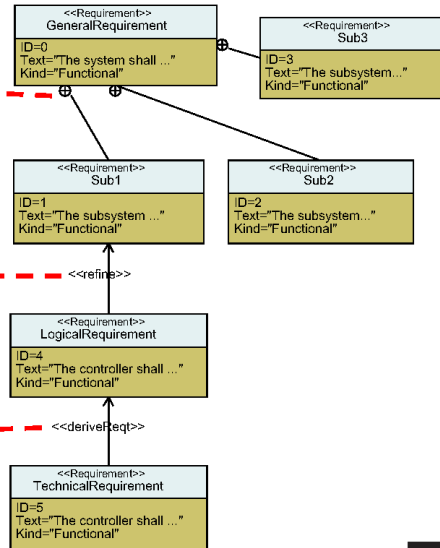 <<Requirement>>
GeneralRequirement
ID=0
Text="The system shall ..."
Kind="Functional"
<<Requirement>>
Sub3
ID=3
Text="The subsystem..."
Kind="Functional"
<<Requirement>>
Sub1
ID=1
Text="The subsystem ..."
Kind="Functional"
<<Requirement>>
Sub2
ID=2
Text="The subsystem..."
Kind="Functional"
<<refine>>
<<Requirement>>
LogicalRequirement
ID=4
Text="The controller shall ..."
Kind="Functional"
<<deriveReqt>>
<<Requirement>>
TechnicalRequirement
ID=5
Text="The controller shall ..."
Kind="Functional"